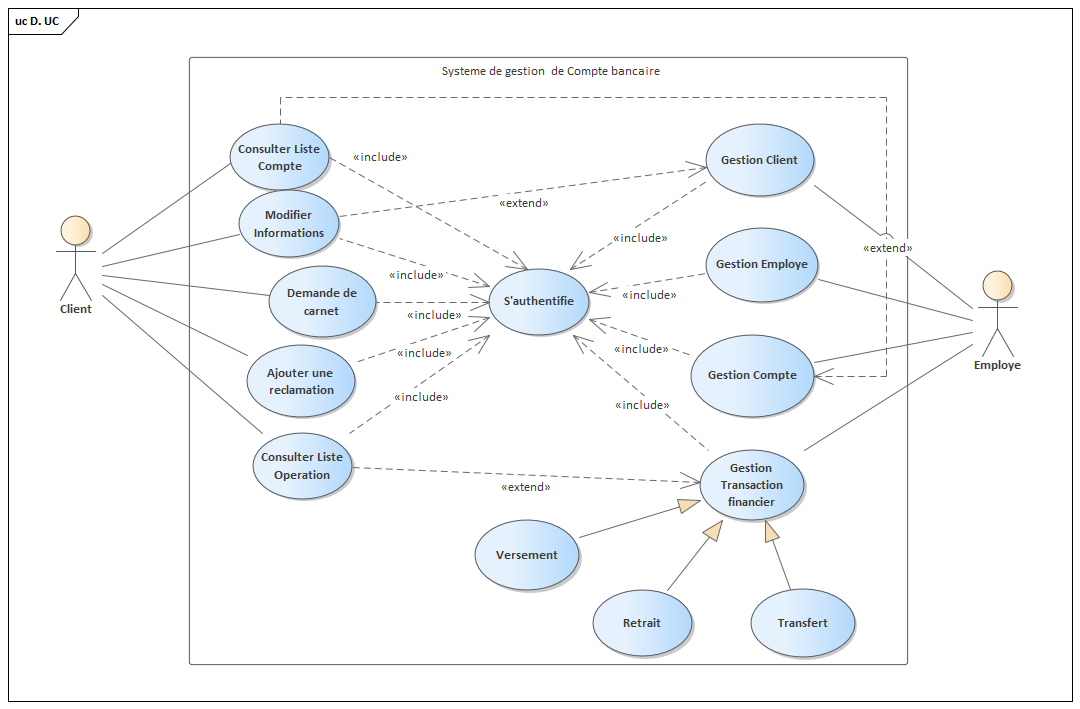 uc D. UC
Systeme de gestion de Compte bancaire
Consulter Liste
Compte
«include»
Gestion Client
Modifier
Informations
«extend»
«include»
«extend»
Client
«include»
Gestion Employe
Demande de
carnet
S'authentifie
«include»
«include»
Employe
Ajouter une
reclamation
«include»
«include»
Gestion Compte
«include»
«include»
Consulter Liste
Operation
«extend»
Gestion
Transaction
financier
Versement
Retrait
Transfert